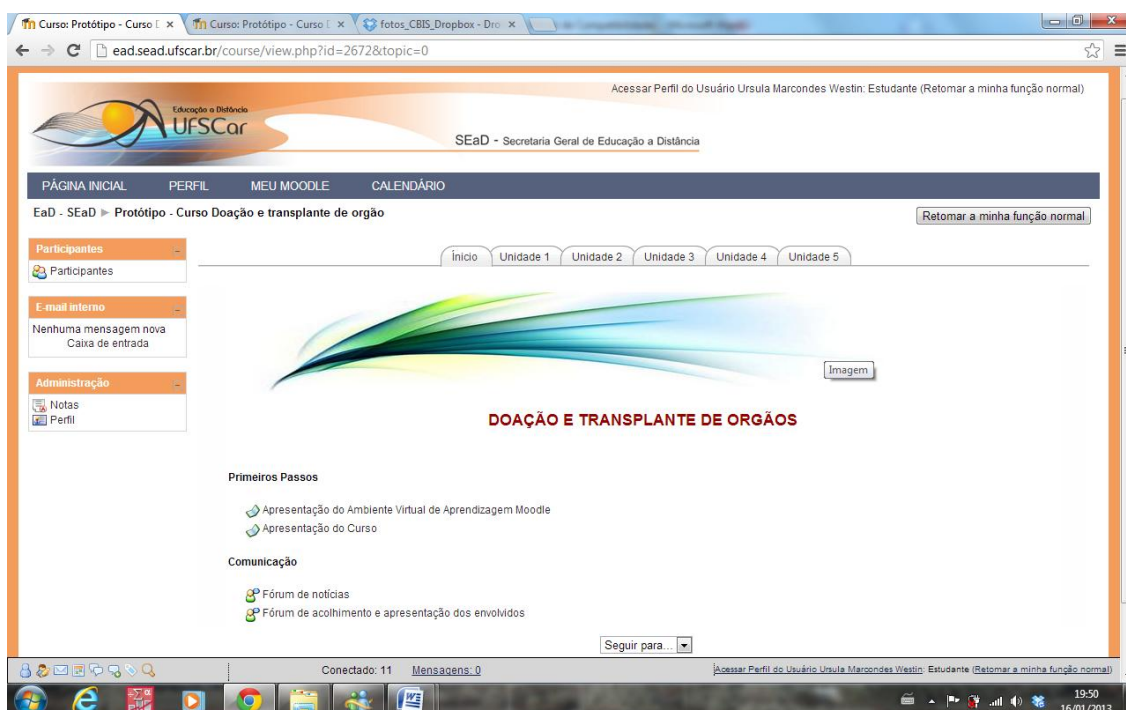 Curso: Protótipo - Curso D
Curso: Protótipo - Curso D
fotos_CBIS_Dropbox - Dro
ead.sead.ufscar.br/course/view.php?id=2672&topic=0
Acessar Perfil do Usuário Ursula Marcondes Westin: Estudante (Retomar a minha função normal)
Educação a Distância
UFSCar
SEaD - Secretaria Geral de Educação a Distância
PÁGINA INICIAL PERFIL MEU MOODLE CALENDÁRIO
EaD - SEaD ► Protótipo - Curso Doação e transplante de orgão
Retomar a minha função normal
Participantes
Participantes
Ínicio Unidade 1 Unidade 2 Unidade 3 Unidade 4 Unidade 5
E-mail interno
Nenhuma mensagem nova
Caixa de entrada
Imagem
Administração
Notas
Perfil
DOAÇÃO E TRANSPLANTE DE ORGÃOS
Primeiros Passos
Apresentação do Ambiente Virtual de Aprendizagem Moodle
Apresentação do Curso
Comunicação
Fórum de notícias
Fórum de acolhimento e apresentação dos envolvidos
Seguir para...
Conectado: 11 Mensagens: 0
Acessar Perfil do Usuário Ursula Marcondes Westin: Estudante (Retomar a minha função normal)
19:50
16/01/2013